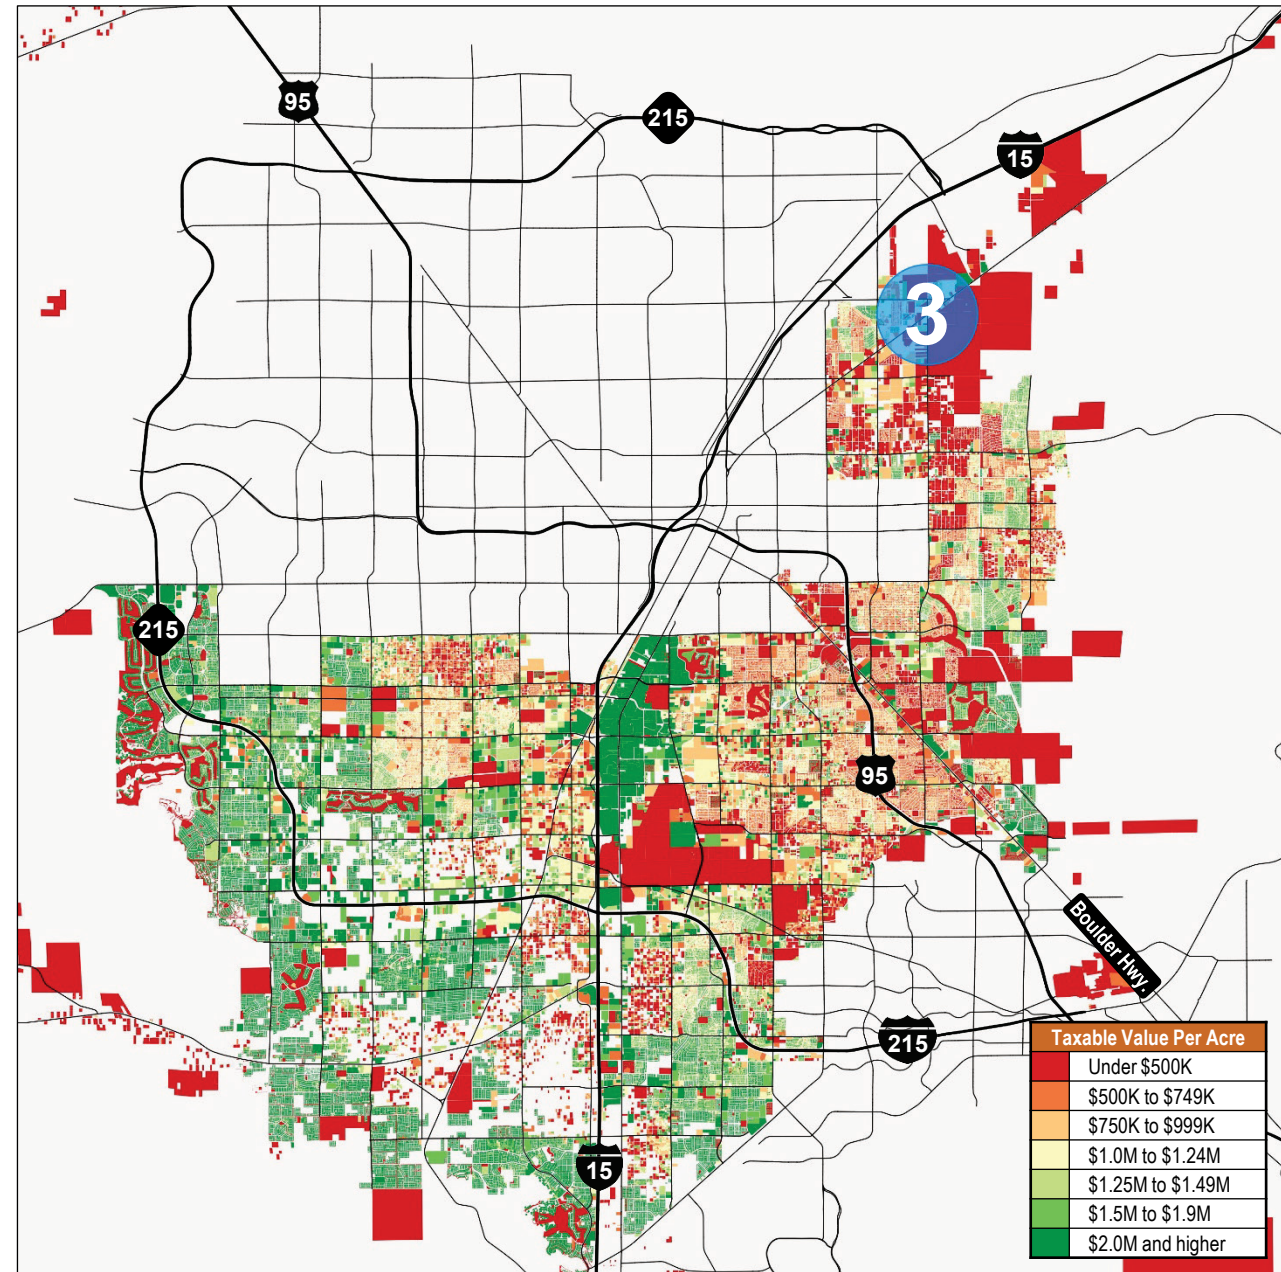 95
215
15
3
215
95
Boulder Hwy.
215
15
Taxable Value Per Acre
Under $500K
$500K to $749K
$750K to $999K
$1.0M to $1.24M
$1.25M to $1.49M
$1.5M to $1.9M
$2.0M and higher